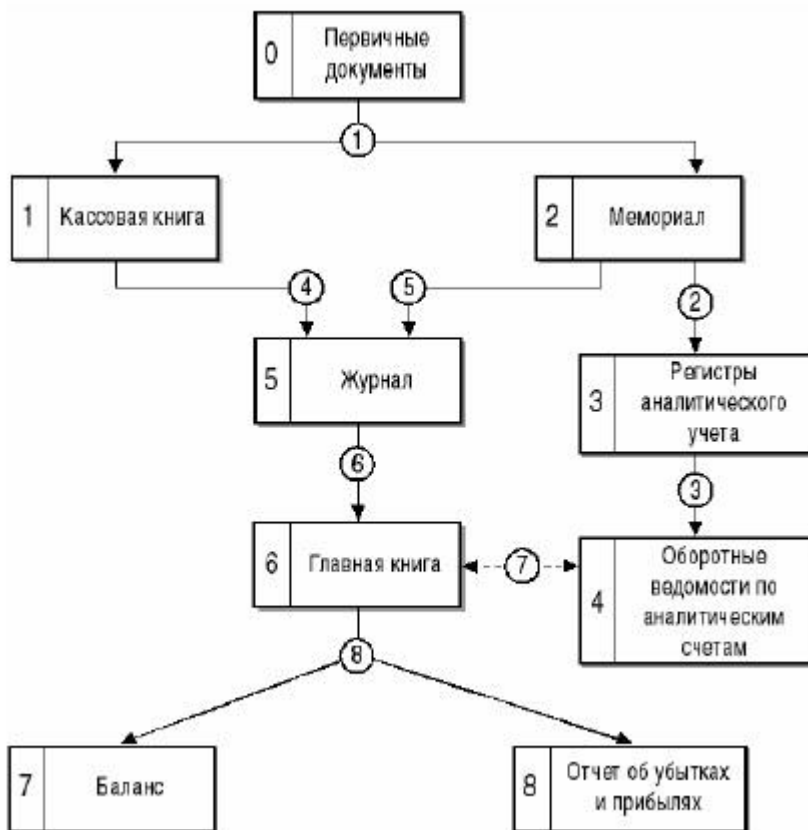 0
Первичные
документы
1
1
Кассовая книга
2
Мемориал
4
5
2
5
Журнал
3
Регистры
аналитического
учета
6
3
6
Главная книга
7
4
Оборотные
ведомости по
аналитическим
счетам
8
7
Баланс
8
Отчет об убытках
и прибылях